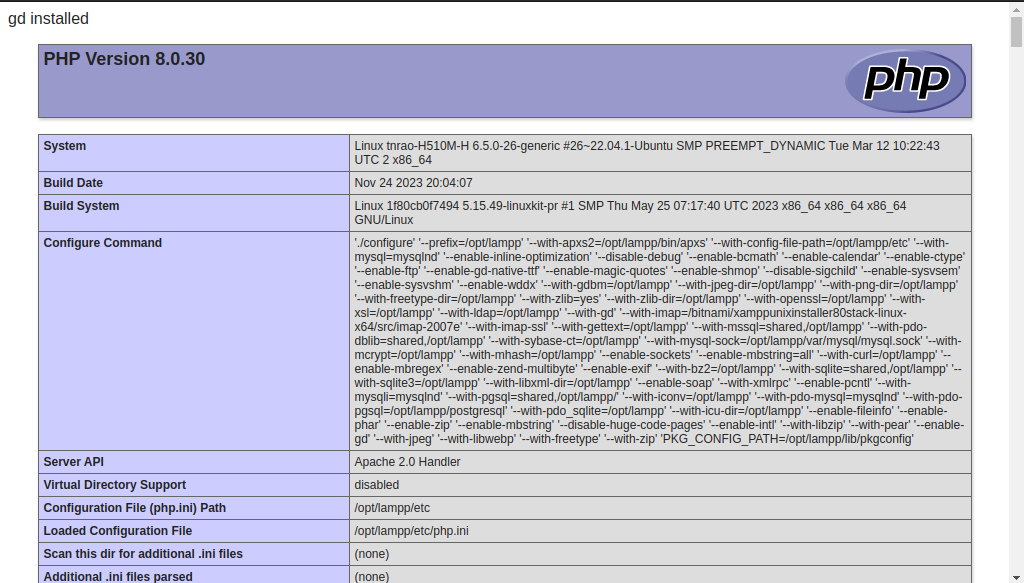 gd installed
PHP Version 8.0.30
php
System
Linux tnrao-H510M-H 6.5.0-26-generic #26~22.04.1-Ubuntu SMP PREEMPT_DYNAMIC Tue Mar 12 10:22:43
UTC 2 x86_64
Build Date
Nov 24 2023 20:04:07
Build System
Linux 1f80cb0f7494 5.15.49-linuxkit-pr #1 SMP Thu May 25 07:17:40 UTC 2023 x86_64 x86_64 x86_64
GNU/Linux
Configure Command
'./configure' '--prefix=/opt/lampp' '--with-apxs2=/opt/lampp/bin/apxs' '--with-config-file-path=/opt/lampp/etc' '--with-
mysql=mysqlnd' '--enable-inline-optimization' '--disable-debug' '--enable-bcmath' '--enable-calendar' '--enable-ctype'
'--enable-ftp' '--enable-gd-native-ttf' '--enable-magic-quotes' '--enable-shmop' '--disable-sigchild' '--enable-sysvsem'
'--enable-sysvshm' '--enable-wddx' '--with-gdbm=/opt/lampp' '--with-jpeg-dir=/opt/lampp' '--with-png-dir=/opt/lampp'
'--with-freetype-dir=/opt/lampp' '--with-zlib=yes' '--with-zlib-dir=/opt/lampp' '--with-openssl=/opt/lampp' '--with-
xsl=/opt/lampp' '--with-ldap=/opt/lampp' '--with-gd' '--with-imap=/bitnami/xamppunixinstaller80stack-linux-
x64/src/imap-2007e' '--with-imap-ssl' '--with-gettext=/opt/lampp' '--with-mssql=shared,/opt/lampp' '--with-pdo-
dblib=shared,/opt/lampp' '--with-sybase-ct=/opt/lampp' '--with-mysql-sock=/opt/lampp/var/mysql/mysql.sock' '--with-
mcrypt=/opt/lampp' '--with-mhash=/opt/lampp' '--enable-sockets' '--enable-mbstring=all' '--with-curl=/opt/lampp' '--
enable-mbregex' '--enable-zend-multibyte' '--enable-exif' '--with-bz2=/opt/lampp' '--with-sqlite=shared,/opt/lampp' '--
with-sqlite3=/opt/lampp' '--with-libxml-dir=/opt/lampp' '--enable-soap' '--with-xmlrpc' '--enable-pcntl' '--with-
mysqli=mysqlnd' '--with-pgsql=shared,/opt/lampp/' '--with-iconv=/opt/lampp' '--with-pdo-mysql=mysqlnd' '--with-pdo-
pgsql=/opt/lampp/postgresql' '--with-pdo_sqlite=/opt/lampp' '--with-icu-dir=/opt/lampp' '--enable-fileinfo' '--enable-
phar' '--enable-zip' '--enable-mbstring' '--disable-huge-code-pages' '--enable-intl' '--with-libzip' '--with-pear' '--enable-
gd' '--with-jpeg' '--with-libwebp' '--with-freetype' '--with-zip' 'PKG_CONFIG_PATH=/opt/lampp/lib/pkgconfig'
Server API
Apache 2.0 Handler
Virtual Directory Support
disabled
Configuration File (php.ini) Path
/opt/lampp/etc
Loaded Configuration File
/opt/lampp/etc/php.ini
Scan this dir for additional .ini files
(none)
Additional .ini files parsed
(none)